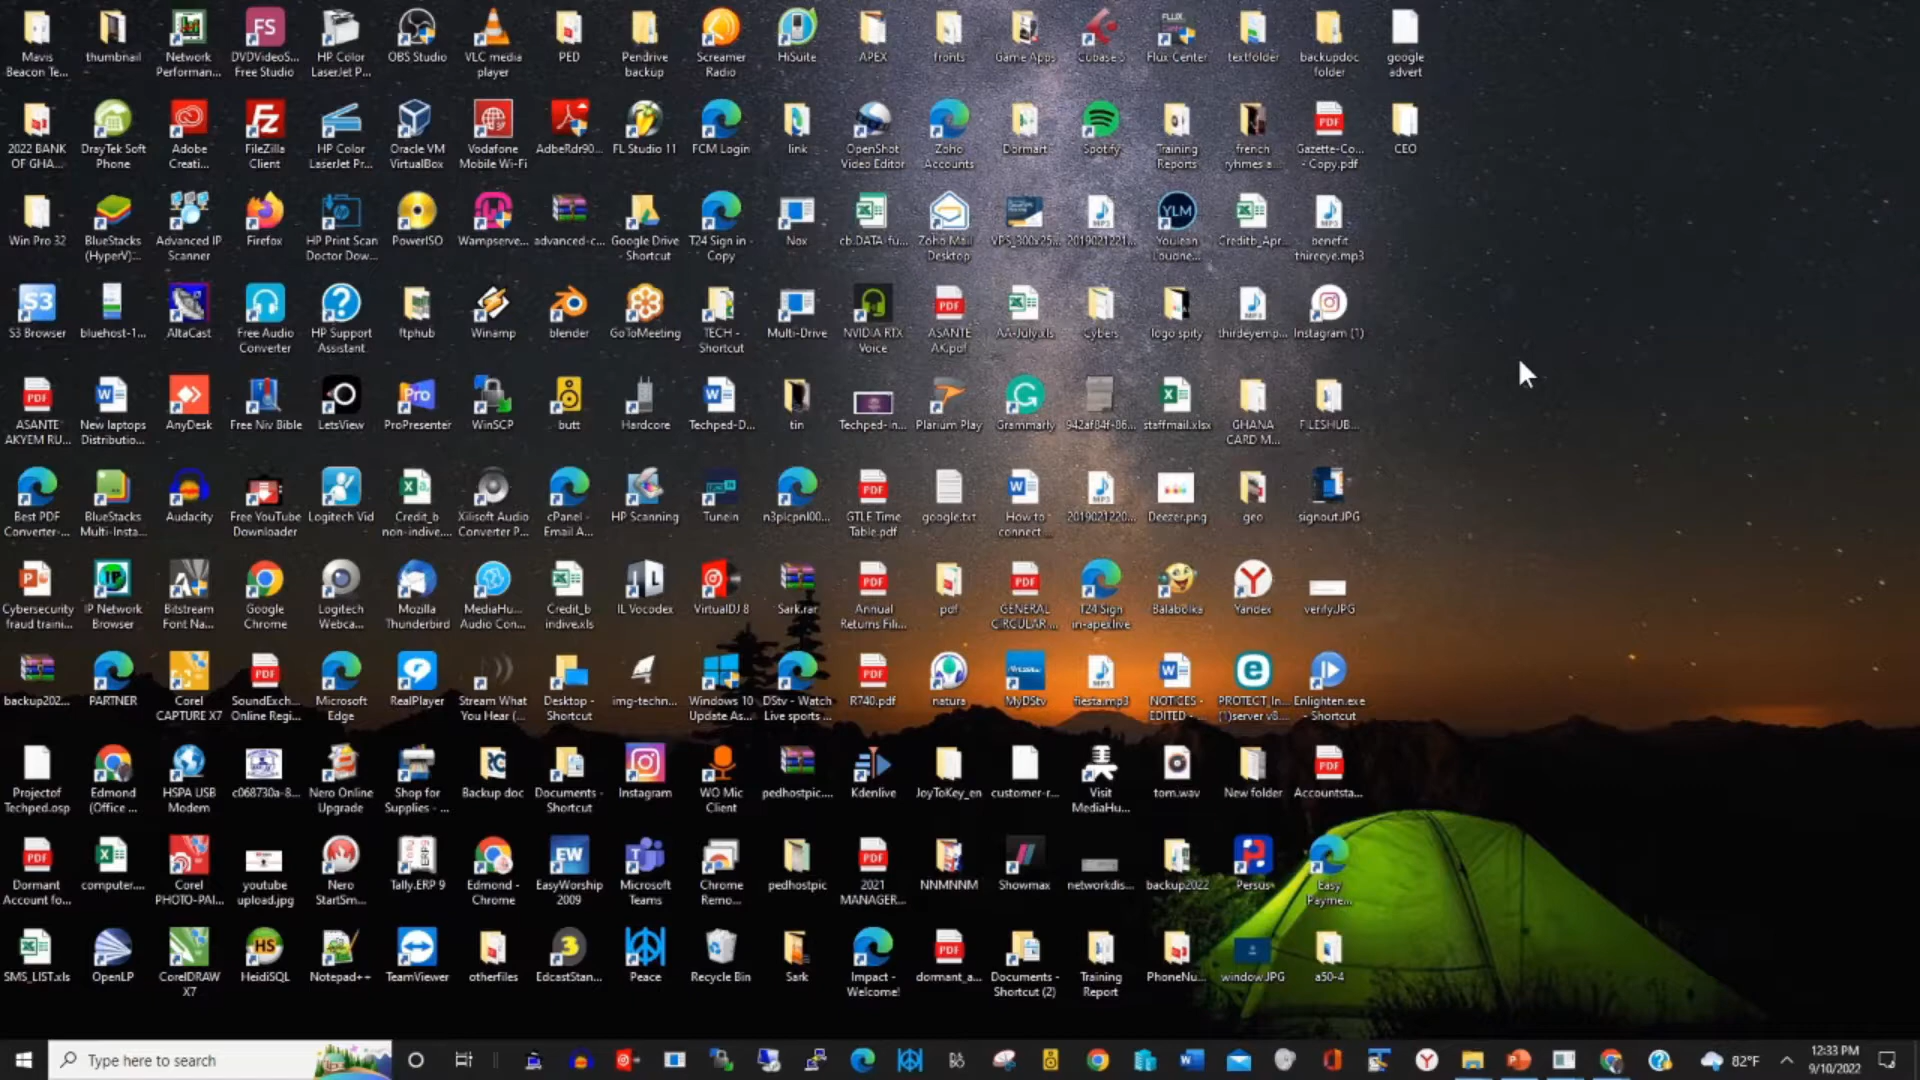 Mavis
Beacon Te...
thumbnail
Network
Performan...
DVDVideoS...
Free Studio
HP Color
LaserJet P...
OBS Studio
VLC media
player
PED
Pendrive
backup
Screamer
Radio
HiSuite
APEX
fronts
Game Apps
Cubase 5
Flux Center
textfolder
backupdoc
folder
google
advert
2022 BANK
OF GHA...
DrayTek Soft
Phone
Adobe
Creati...
FileZilla
Client
HP Color
LaserJet Pr...
Oracle VM
VirtualBox
Vodafone
Mobile Wi-Fi
AdbeRdr90...
FL Studio 11
FCM Login
link
OpenShot
Video Editor
Zoho
Accounts
Dormart
Spotify
Training
Reports
french
ryhmes a...
Gazette-Co...
- Copy.pdf
CEO
Win Pro 32
BlueStacks
(HyperV)...
Advanced IP
Scanner
Firefox
HP Print Scan
Doctor Dow...
PowerISO
Wampserve...
advanced-c...
Google Drive
- Shortcut
T24 Sign in -
Copy
Nox
cb.DATA-fu...
Zoho Mail -
Desktop
VPS_300x25...
2019021221...
Youlean
Loudne...
Creditb_Apr...
benefit
thireeye.mp3
S3 Browser
bluehost-1...
AltaCast
Free Audio
Converter
HP Support
Assistant
ftphub
Winamp
blender
GoToMeeting
TECH -
Shortcut
Multi-Drive
NVIDIA RTX
Voice
ASANTE
AK.pdf
AA-July.xls
Cybers
logo spity
thirdeyemp...
Instagram (1)
ASANTE
AKYEM RU...
New laptops
Distributio...
AnyDesk
Free Niv Bible
LetsView
ProPresenter
WinSCP
butt
Hardcore
Techped-D...
tin
Techped-in...
Plarium Play
Grammarly
942af84f-86...
staffmail.xlsx
GHANA
CARD M...
FILESHUB...
Best PDF
Converter-...
BlueStacks
Multi-Insta...
Audacity
Free YouTube
Downloader
Logitech Vid
Credit_b
non-indive...
Xilisoft Audio
Converter P...
cPanel -
Email A...
HP Scanning
Tunein
n3plcpnl00...
GTLE Time
Table.pdf
google.txt
How to
connect ...
2019021220...
Deezer.png
geo
signout.JPG
Cybersecurity
fraud traini...
IP Network
Browser
Bitstream
Font Na...
Google
Chrome
Logitech
Webca...
Mozilla
Thunderbird
MediaHu...
Audio Con...
Credit_b
indive.xls
IL Vocodex
VirtualDJ 8
Sark.rar
Annual
Returns Fili...
pdf
GENERAL
CIRCULAR ...
T24 Sign
in-apexlive
Balabolka
Yandex
verify.JPG
backup202...
PARTNER
Corel
CAPTURE X7
SoundExch...
Online Regi...
Microsoft
Edge
RealPlayer
Stream What
You Hear (...
Desktop -
Shortcut
img-techn...
Windows 10
Update As...
DStv - Watch
Live sports ...
R740.pdf
natura
MyDStv
fiesta.mp3
NOTICES -
EDITED - ...
PROTECT_In...
(1)server v8...
Enlighten.exe
- Shortcut
Projectof
Techped.osp
Edmond
(Office ...
HSPA USB
Modem
c068730a-8...
Nero Online
Upgrade
Shop for
Supplies - ...
Backup doc
Documents -
Shortcut
Instagram
WO Mic
Client
pedhostpic....
Kdenlive
JoyToKey_en
customer-r...
Visit
MediaHu...
tom.wav
New folder
Accountsta...
Dormant
Account fo...
computer....
Corel
PHOTO-PAI...
youtube
upload.jpg
Nero
StartSm...
Tally.ERP 9
Edmond -
Chrome
EasyWorship
2009
Microsoft
Teams
Chrome
Remo...
pedhostpic
2021
MANAGER...
NNMNNM
Showmax
networkdis...
backup2022
Persus
Easy
Payme...
SMS_LIST.xls
OpenLP
CorelDRAW
X7
HeidiSQL
Notepad++
TeamViewer
otherfiles
EdcastStan...
Peace
Recycle Bin
Sark
Impact -
Welcome!
dormant_a...
Documents -
Shortcut (2)
Training
Report
PhoneNu...
window.JPG
a50-4
Type here to search
82°F
12:33 PM
9/10/2022